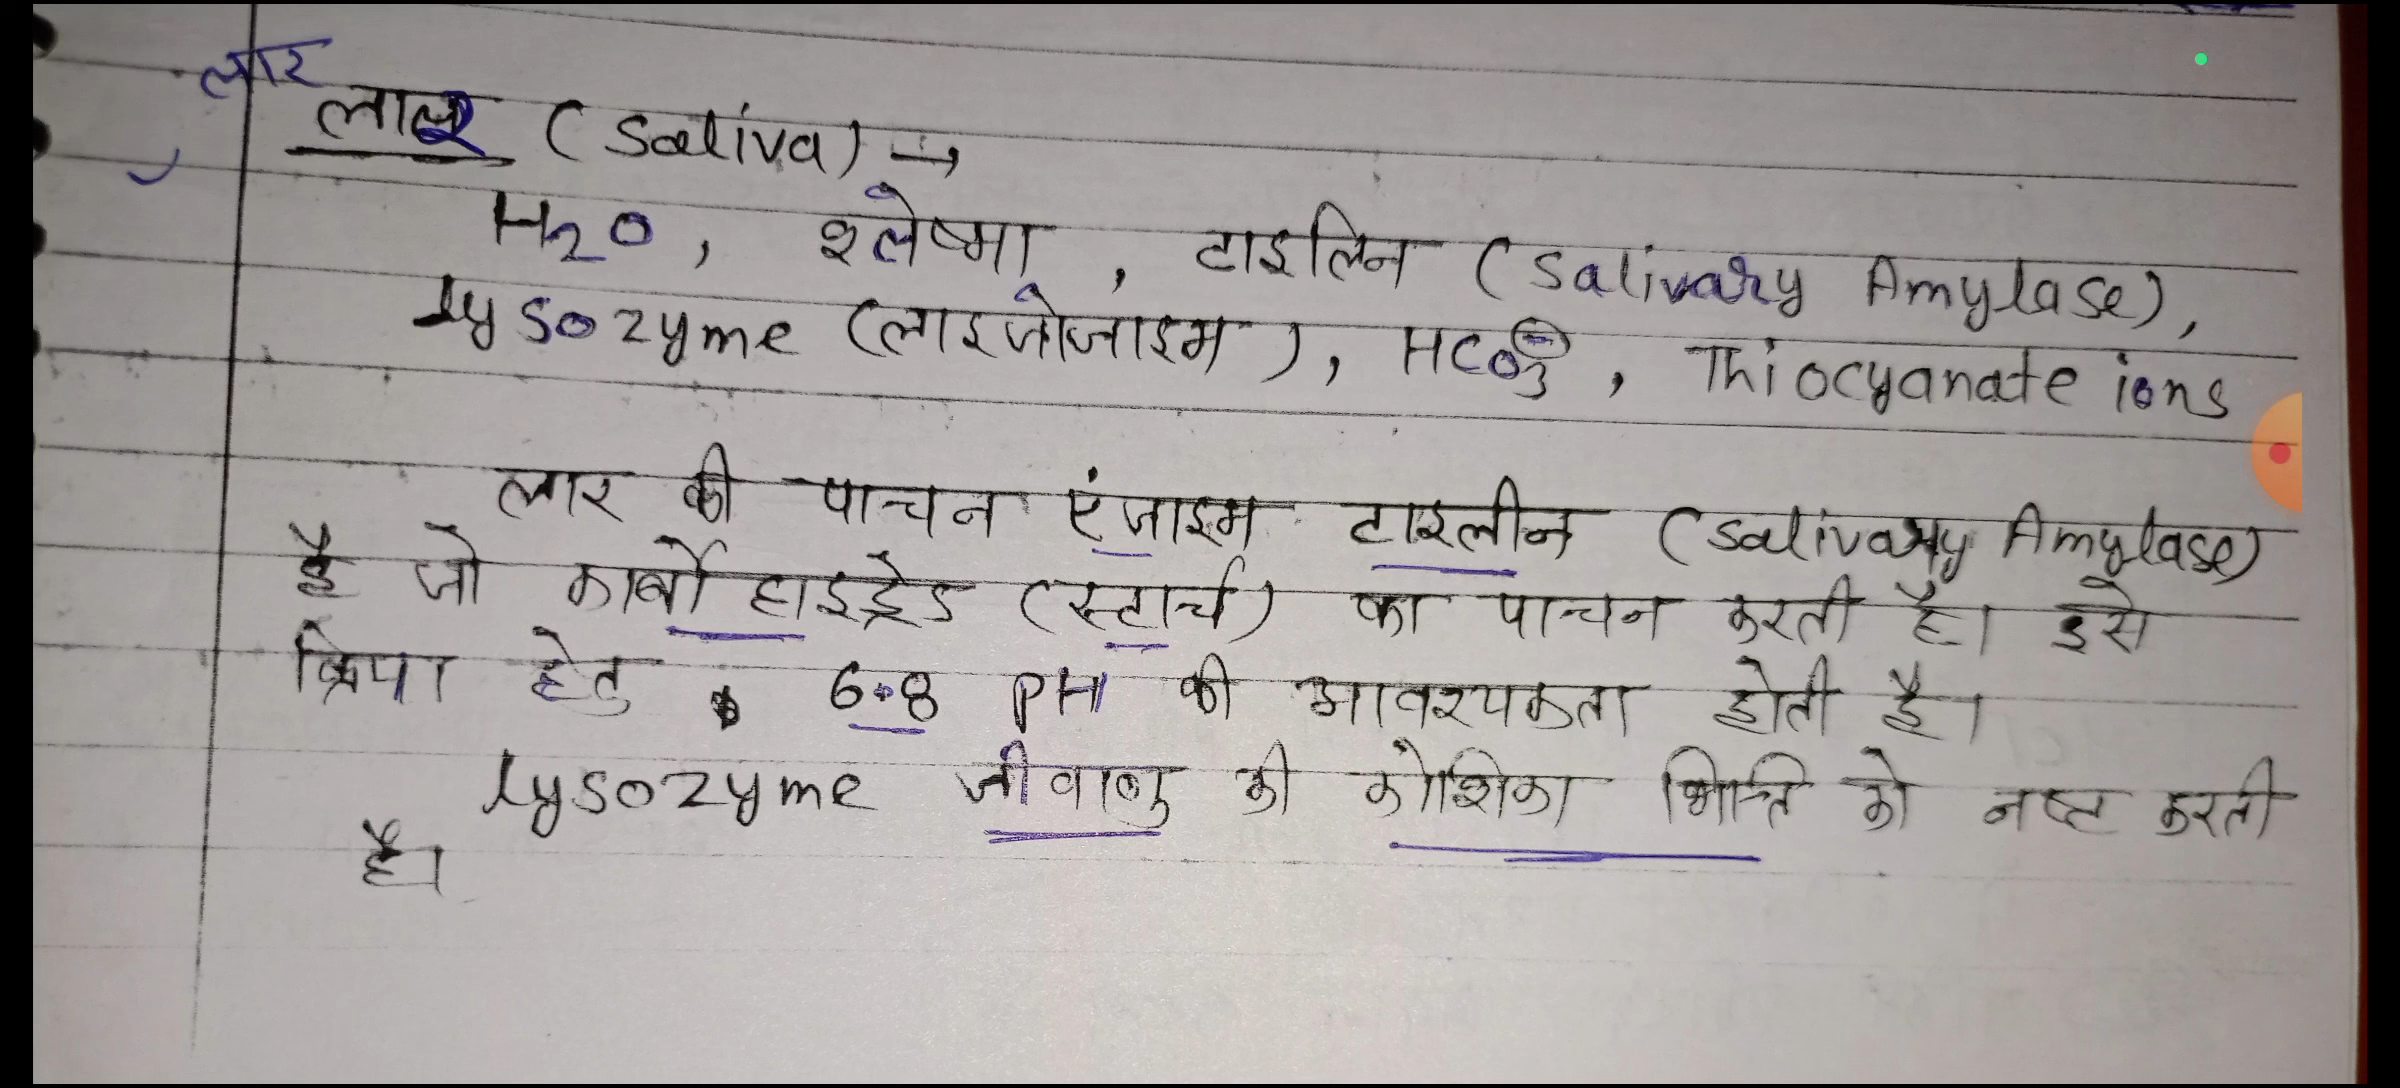 लार
लार (Saliva) →
H2O, श्लेष्मा, टाइलिन (Salivary Amylase),
Lysozyme (लाइजोजाइम), HCO3⊖, Thiocyanate ions
लार की पाचन एंजाइम टाइलीन (Salivary Amylase)
है जो कार्बोहाइड्रेड (स्टार्च) का पाचन करती है। इसे
क्रिया हेतु 6.8 PH की आवश्यकता होती है।
Lysozyme जीवाणु की कोशिका भित्ति को नष्ट करती
है।